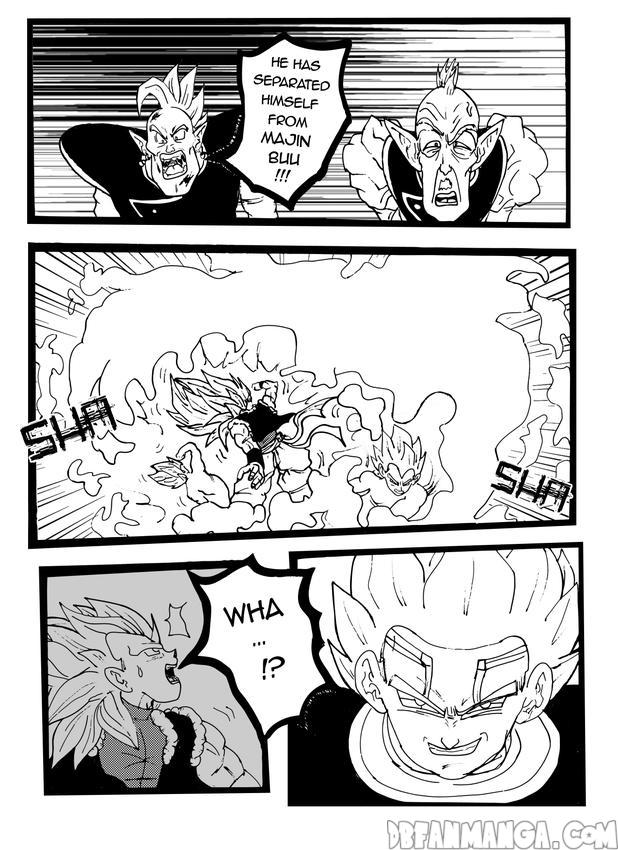 HE HAS
SEPARATED
HIMSELF
FROM
MAJIN
BUU
!!!
SHA
SHA
WHA
...
!?
DBFANMANGA.COM